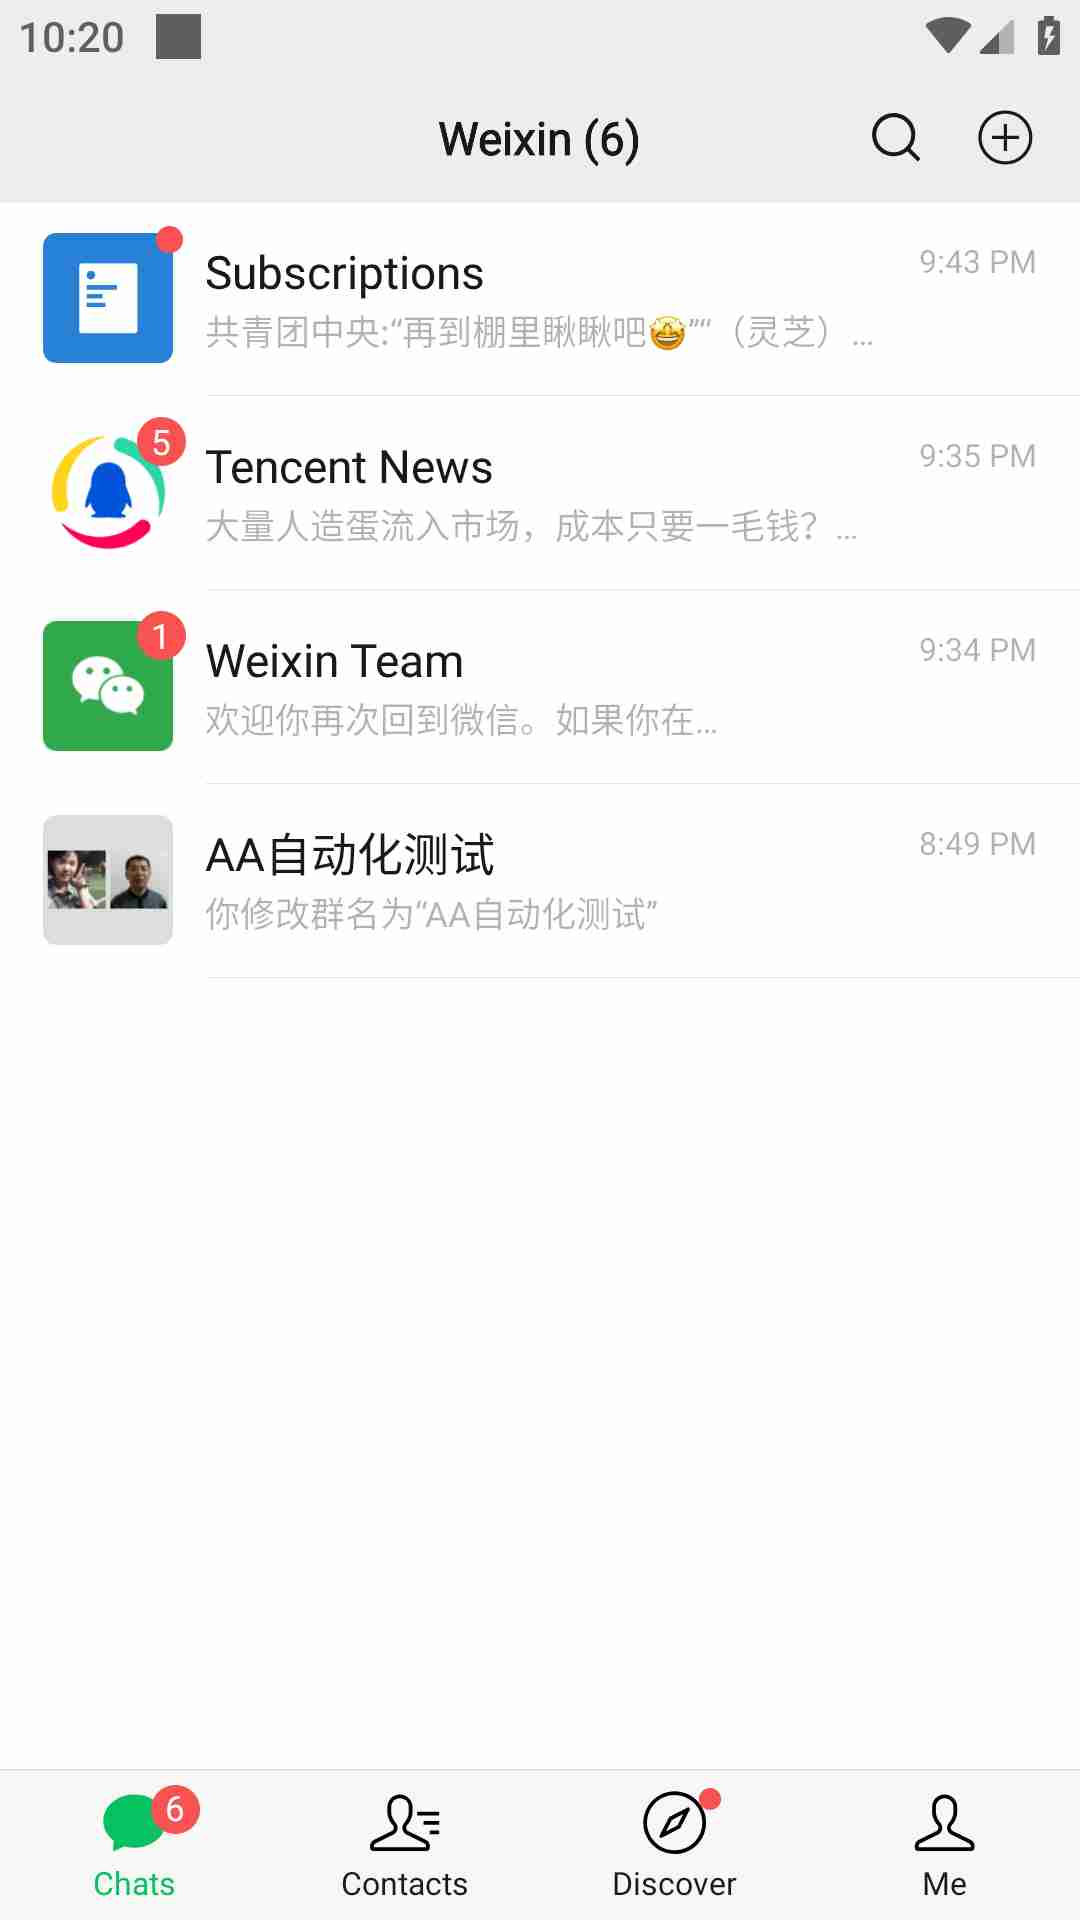 10:20
Weixin (6)
Subscriptions
9:43 PM
共青团中央:“再到棚里瞅瞅吧🤩”“（灵芝）...
5
Tencent News
9:35 PM
大量人造蛋流入市场，成本只要一毛钱？...
1
Weixin Team
9:34 PM
欢迎你再次回到微信。如果你在...
AA自动化测试
8:49 PM
你修改群名为“AA自动化测试”
6
Chats
Contacts
Discover
Me